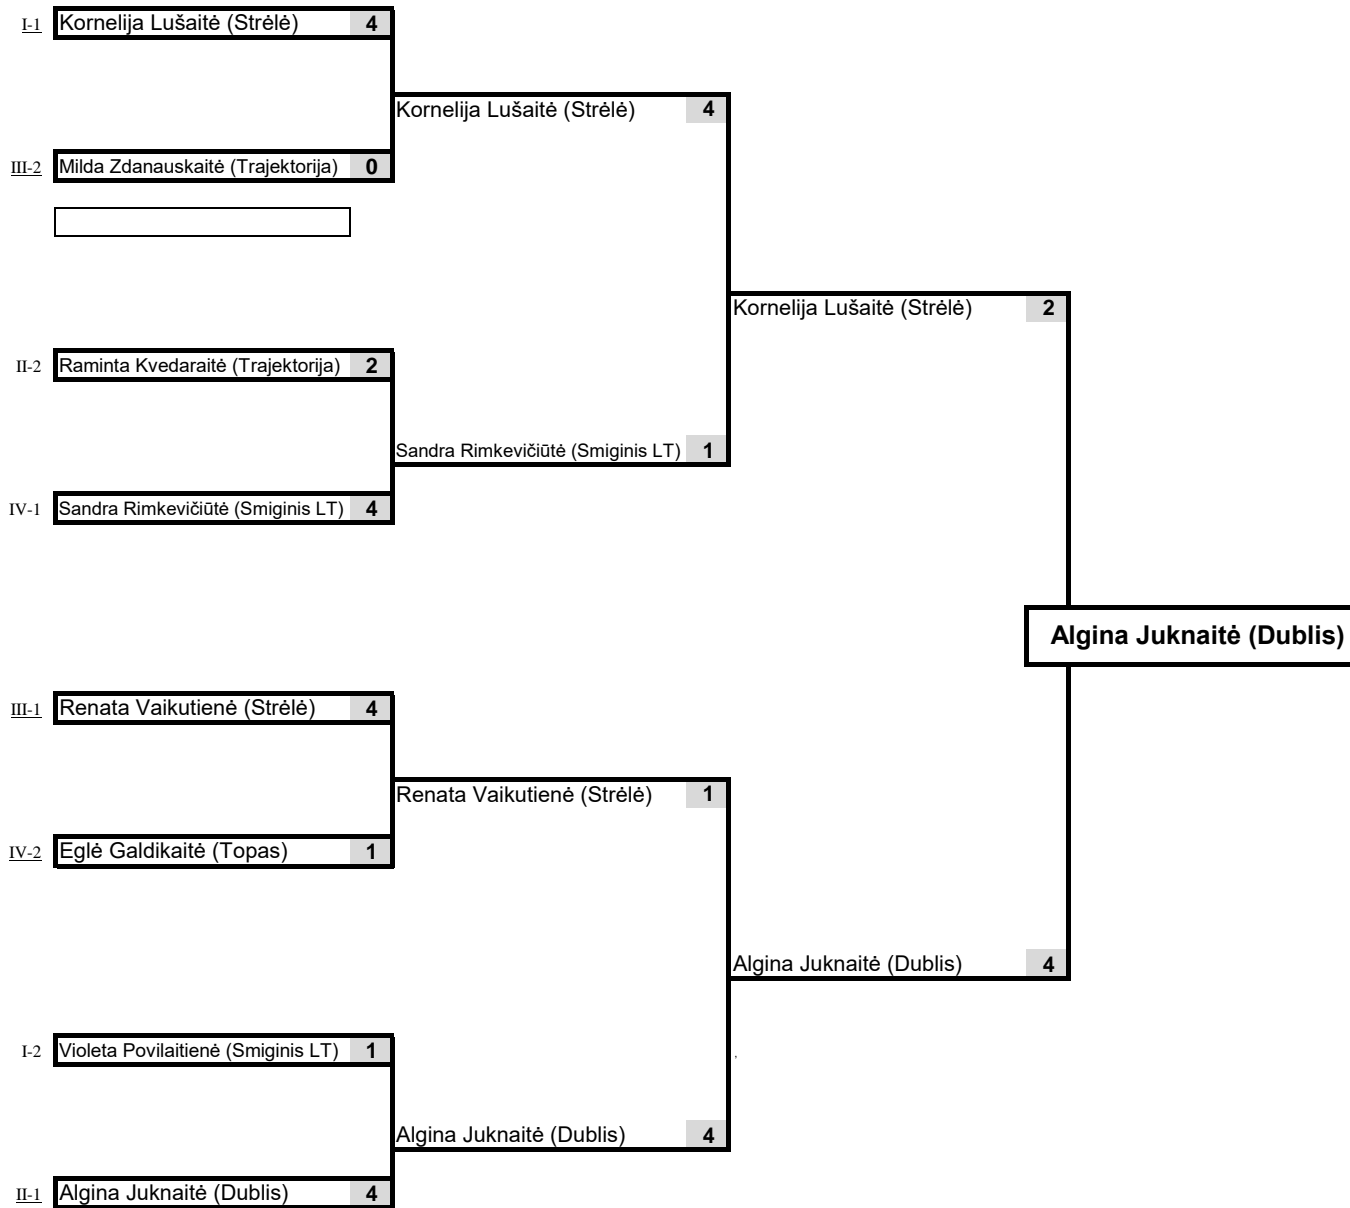 I-1 Kornelija Lušaitė (Strėlė) 4
Kornelija Lušaitė (Strėlė) 4
III-2 Milda Zdanauskaitė (Trajektorija) 0
Kornelija Lušaitė (Strėlė) 2
II-2 Raminta Kvedaraitė (Trajektorija) 2
Sandra Rimkevičiūtė (Smiginis LT) 1
IV-1 Sandra Rimkevičiūtė (Smiginis LT) 4
Algina Juknaitė (Dublis)
III-1 Renata Vaikutienė (Strėlė) 4
Renata Vaikutienė (Strėlė) 1
IV-2 Eglė Galdikaitė (Topas) 1
Algina Juknaitė (Dublis) 4
I-2 Violeta Povilaitienė (Smiginis LT) 1
Algina Juknaitė (Dublis) 4
II-1 Algina Juknaitė (Dublis) 4